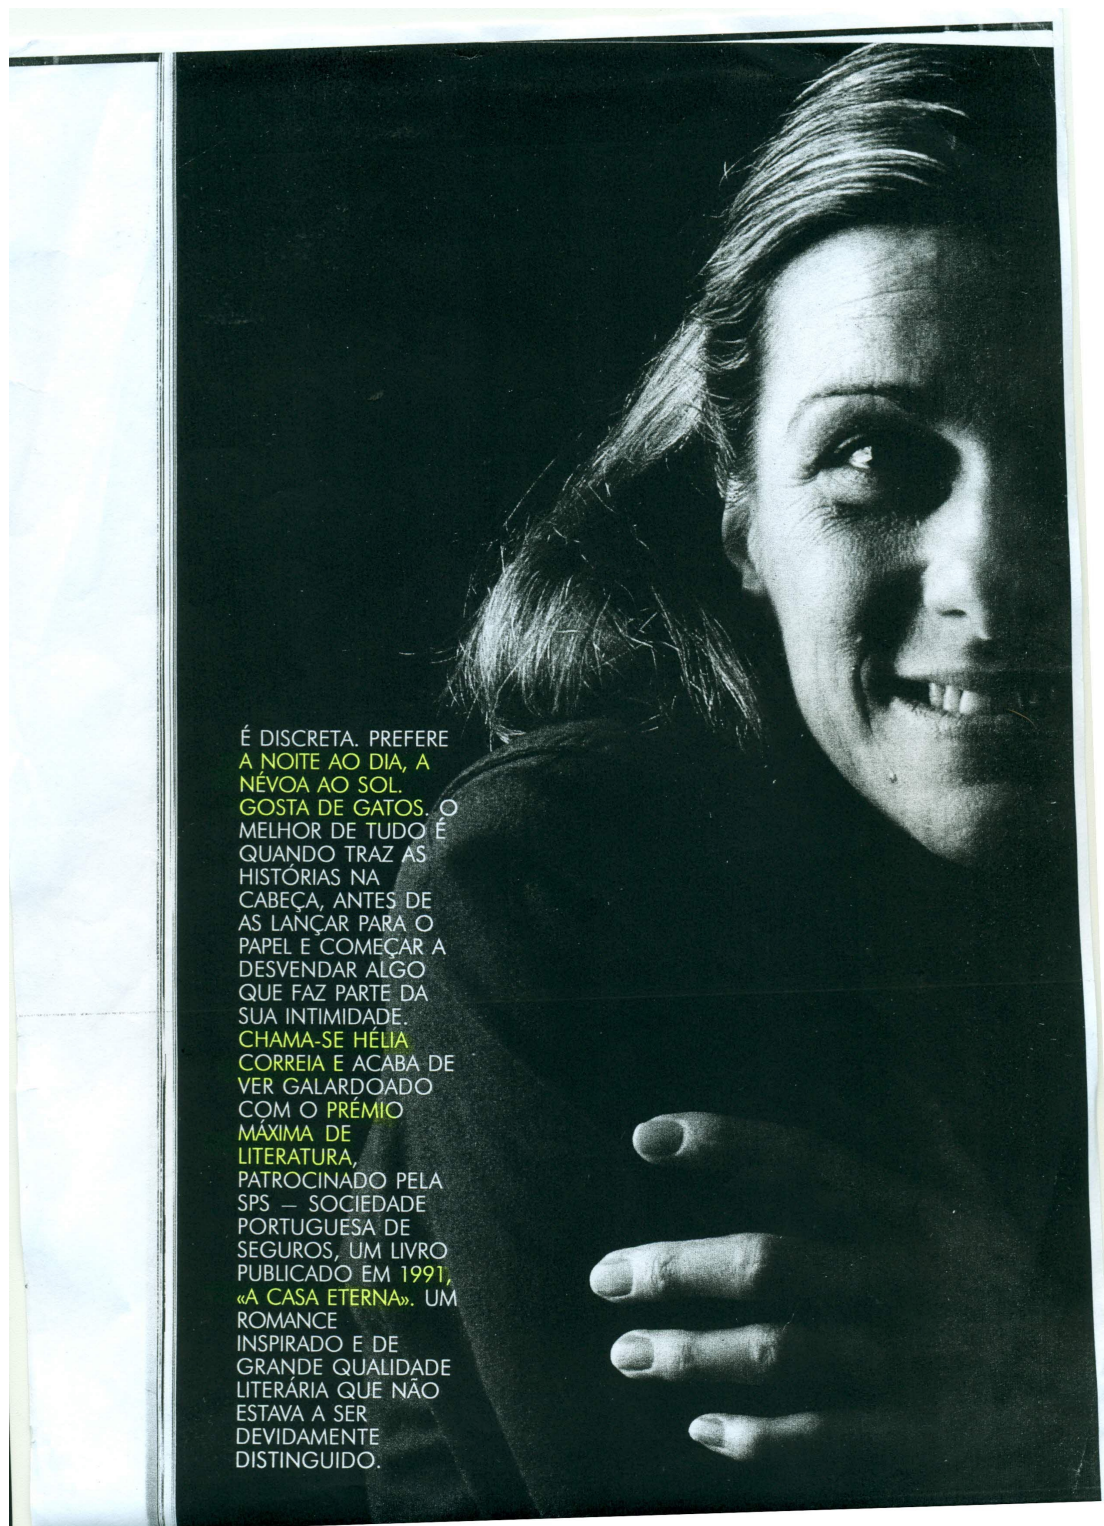 É DISCRETA. PREFERE
A NOITE AO DIA, A
NÉVOA AO SOL.
GOSTA DE GATOS. O
MELHOR DE TUDO É
QUANDO TRAZ AS
HISTÓRIAS NA
CABEÇA, ANTES DE
AS LANÇAR PARA O
PAPEL E COMEÇAR A
DESVENDAR ALGO
QUE FAZ PARTE DA
SUA INTIMIDADE.
CHAMA-SE HÉLIA
CORREIA E ACABA DE
VER GALARDOADO
COM O PRÉMIO
MÁXIMA DE
LITERATURA,
PATROCINADO PELA
SPS — SOCIEDADE
PORTUGUESA DE
SEGUROS, UM LIVRO
PUBLICADO EM 1991,
«A CASA ETERNA». UM
ROMANCE
INSPIRADO E DE
GRANDE QUALIDADE
LITERÁRIA QUE NÃO
ESTAVA A SER
DEVIDAMENTE
DISTINGUIDO.